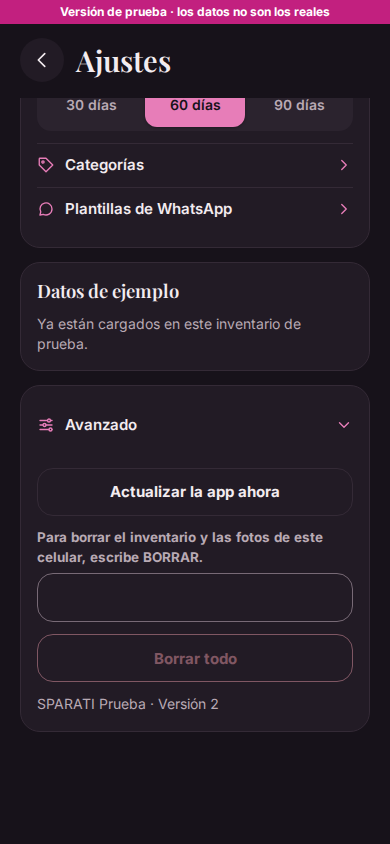 Versión de prueba · los datos no son los reales
Ajustes
30 días 60 días 90 días
Categorías
Plantillas de WhatsApp
Datos de ejemplo
Ya están cargados en este inventario de
prueba.
Avanzado
Actualizar la app ahora
Para borrar el inventario y las fotos de este
celular, escribe BORRAR.
Borrar todo
SPARATI Prueba · Versión 2